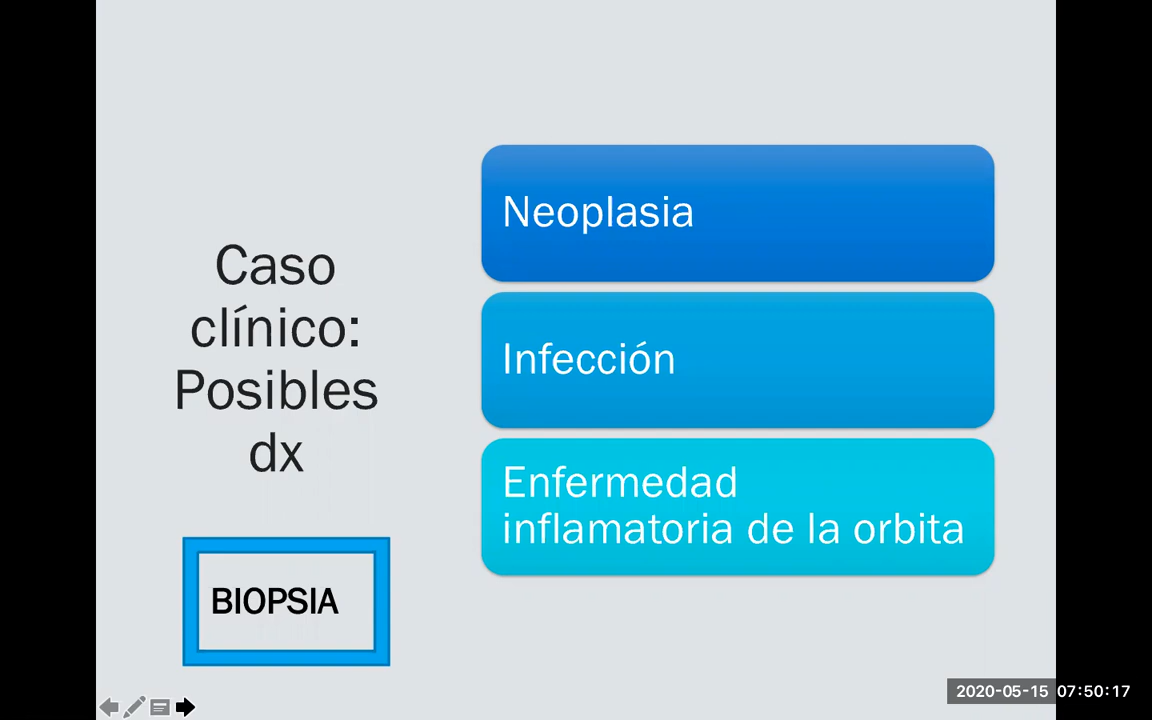 Caso
clínico:
Posibles
dx
BIOPSIA
Neoplasia
Infección
Enfermedad
inflamatoria de la orbita
2020-05-15 07:50:17